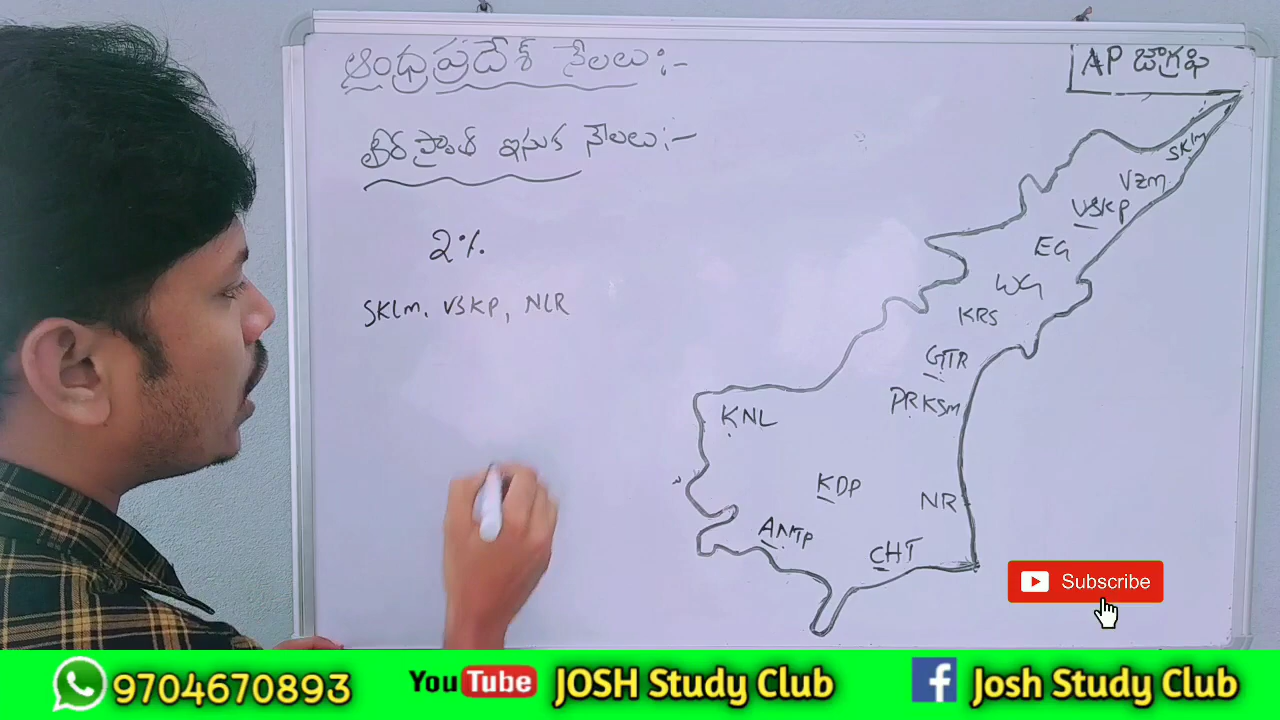 ఆంధ్రప్రదేశ్ నేలలు :-
AP జాగ్రఫి
తీర ప్రాంత ఇసుక నేలలు :-
2%
SKlm, VSKP, NLR
SKlm
VZM
VSKP
EG
WG
KRS
GTR
PRKSM
KNL
KDP
NR
ANTP
CHT
Subscribe
9704670893
YouTube JOSH Study Club
Josh Study Club